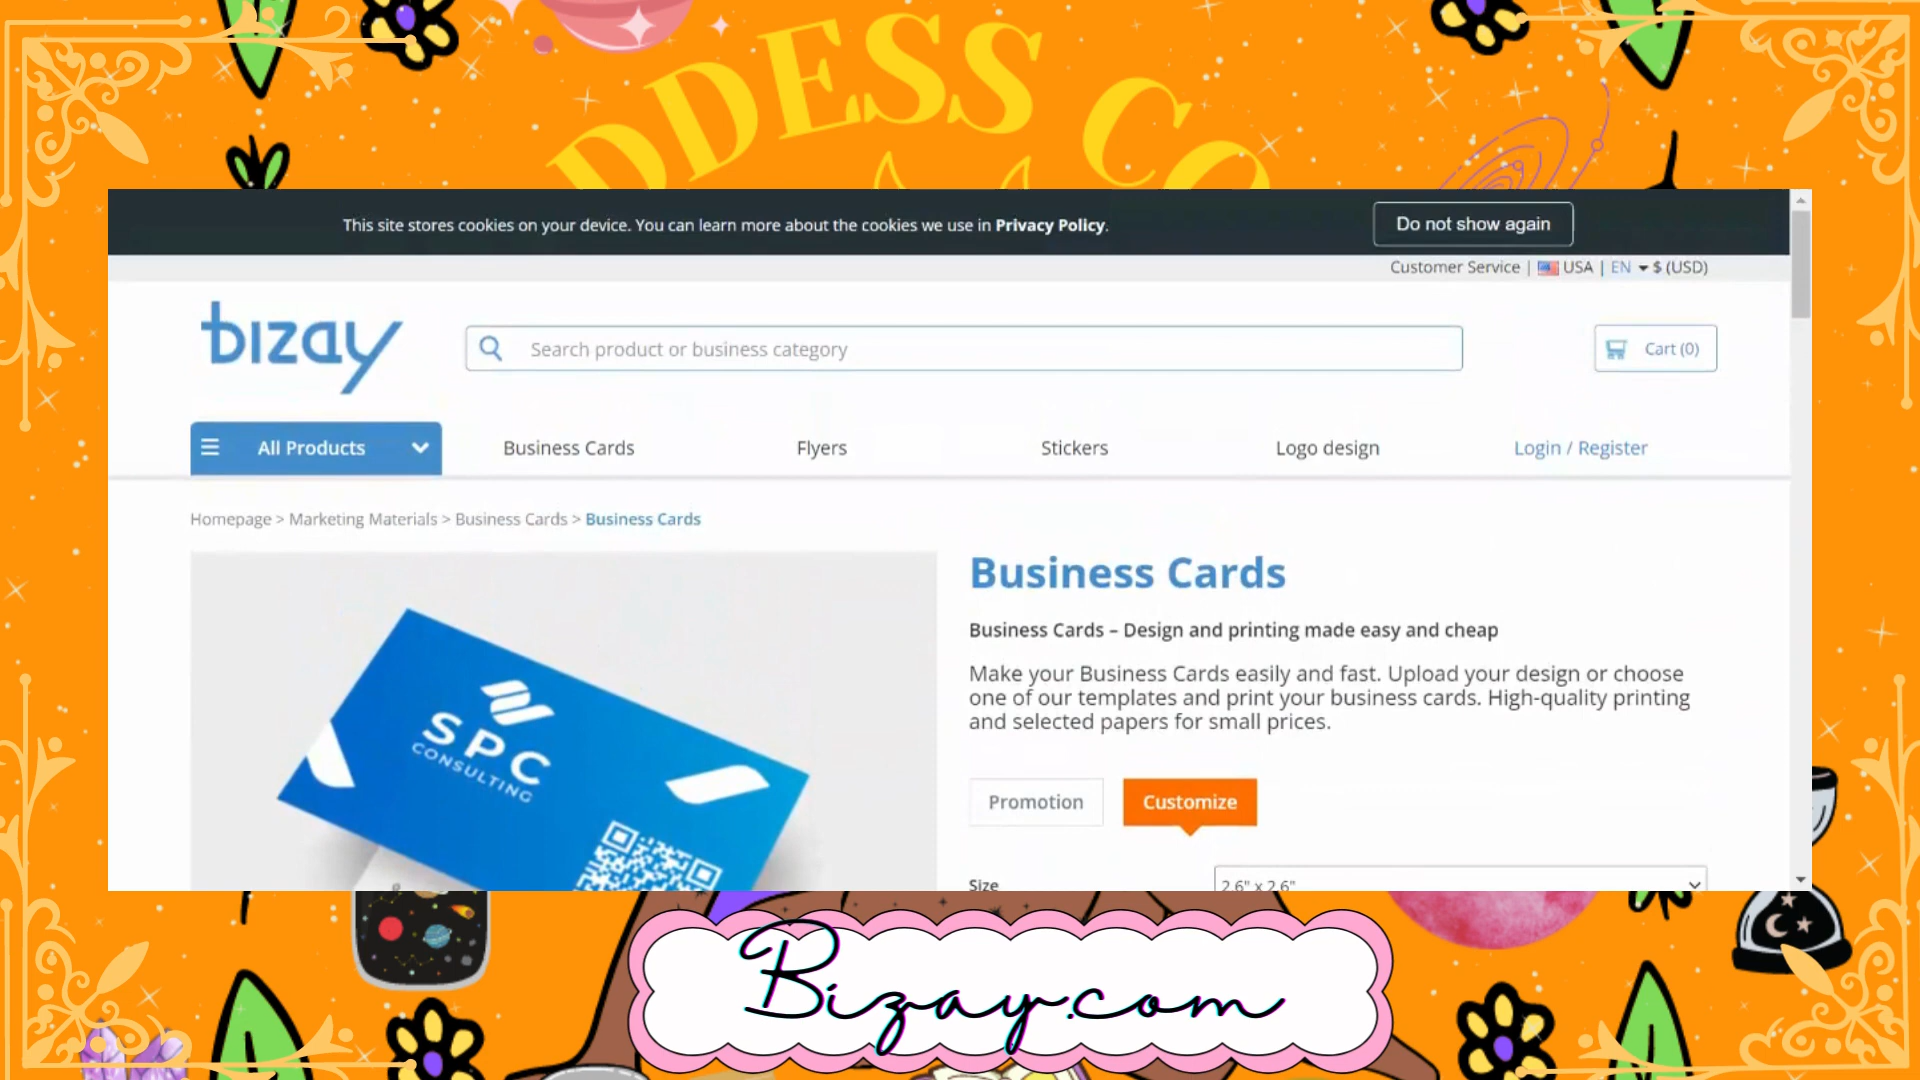 DDESS CO
This site stores cookies on your device. You can learn more about the cookies we use in Privacy Policy.
Do not show again
Customer Service | USA | EN $ (USD)
bizay
Search product or business category
Cart (0)
All Products
Business Cards
Flyers
Stickers
Logo design
Login / Register
Homepage > Marketing Materials > Business Cards > Business Cards
Business Cards
Business Cards – Design and printing made easy and cheap
Make your Business Cards easily and fast. Upload your design or choose
one of our templates and print your business cards. High-quality printing
and selected papers for small prices.
SPC
CONSULTING
Promotion
Customize
Size
2.6" x 2.6"
Bizay.com